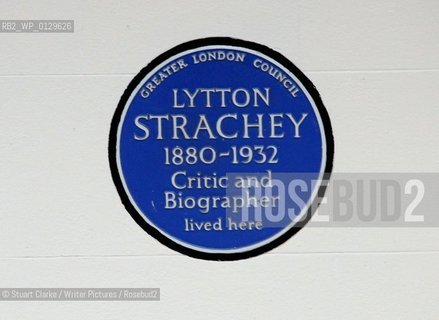 RB2_WP_0129626
GREATER LONDON COUNCIL
LYTTON
STRACHEY
1880-1932
Critic and
Biographer
lived here
ROSEBUD2
© Stuart Clarke / Writer Pictures / Rosebud2